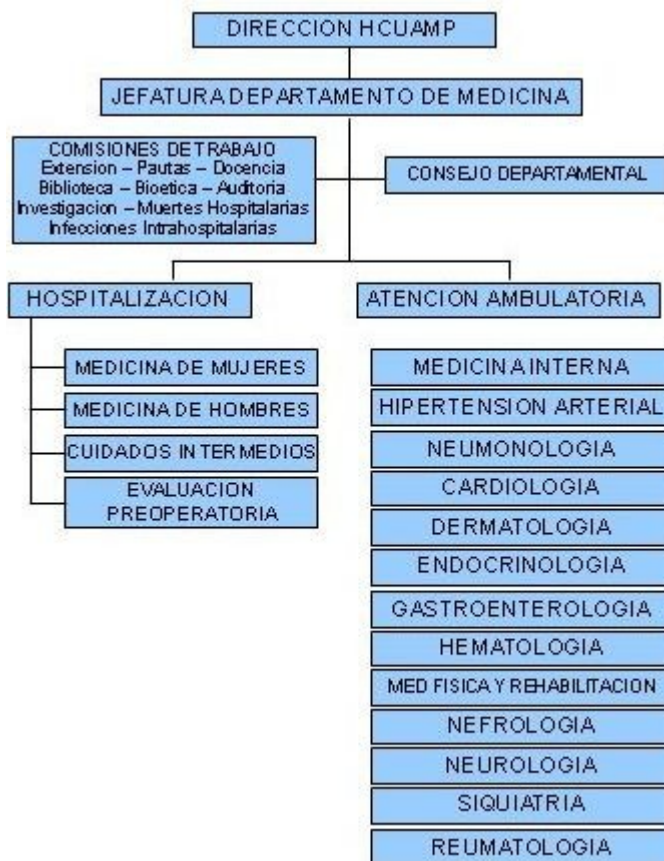 DIRECCION HCUAMP
JEFATURA DEPARTAMENTO DE MEDICINA
COMISIONES DE TRABAJO
Extension – Pautas – Docencia
Biblioteca – Bioetica – Auditoria
Investigacion – Muertes Hospitalarias
Infecciones Intrahospitalarias
CONSEJO DEPARTAMENTAL
HOSPITALIZACION
MEDICINA DE MUJERES
MEDICINA DE HOMBRES
CUIDADOS INTERMEDIOS
EVALUACION
PREOPERATORIA
ATENCION AMBULATORIA
MEDICINA INTERNA
HIPERTENSION ARTERIAL
NEUMONOLOGIA
CARDIOLOGIA
DERMATOLOGIA
ENDOCRINOLOGIA
GASTROENTEROLOGIA
HEMATOLOGIA
MED FISICA Y REHABILITACION
NEFROLOGIA
NEUROLOGIA
SIQUIATRIA
REUMATOLOGIA